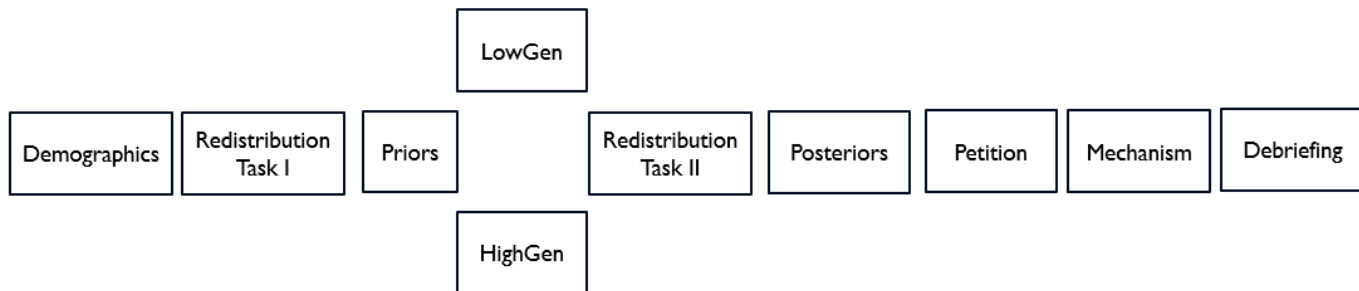 LowGen
Demographics
Redistribution
Task I
Priors
Redistribution
Task II
Posteriors
Petition
Mechanism
Debriefing
HighGen